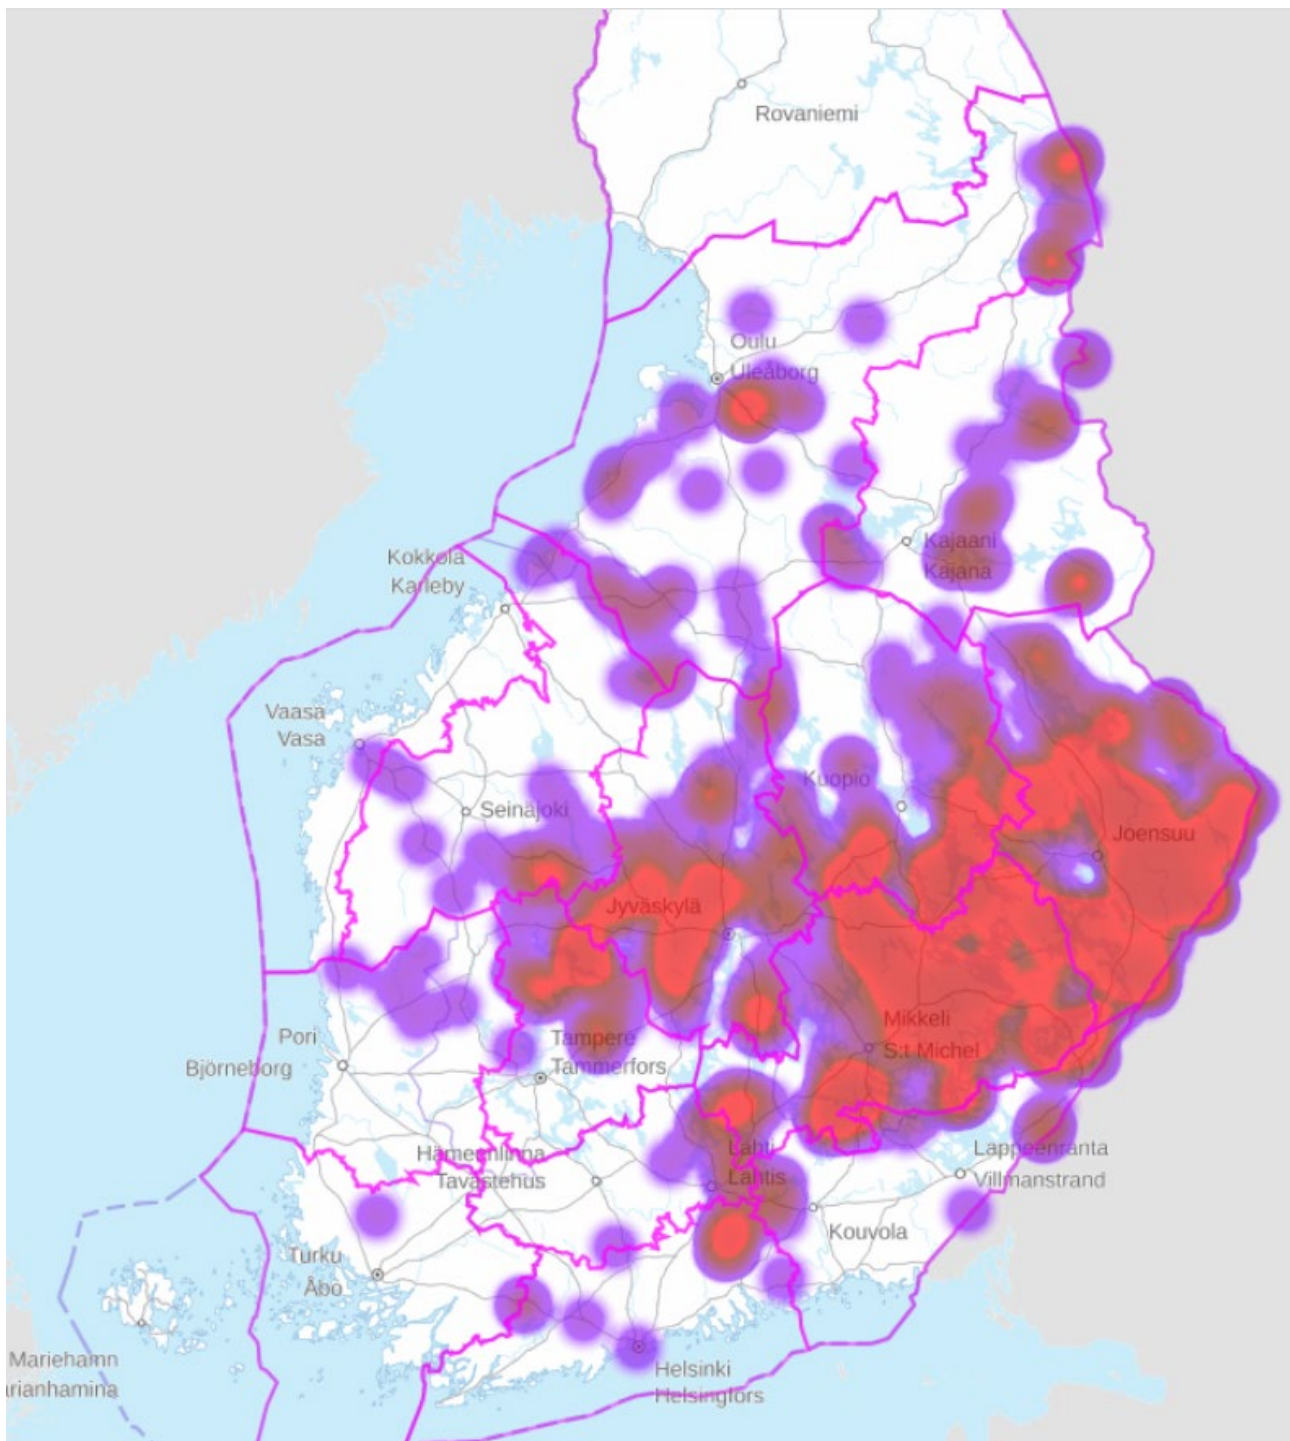 Rovaniemi
Oulu
Uleåborg
Kokkola
Karleby
Kajaani
Kajana
Vaasa
Vasa
Seinäjoki
Kuopio
Joensuu
Jyväskylä
Mikkeli
S:t Michel
Pori
Björneborg
Tampere
Tammerfors
Hämeenlinna
Tavastehus
Lahti
Lahtis
Lappeenranta
Villmanstrand
Kouvola
Turku
Åbo
Mariehamn
arianhamina
Helsinki
Helsingfors